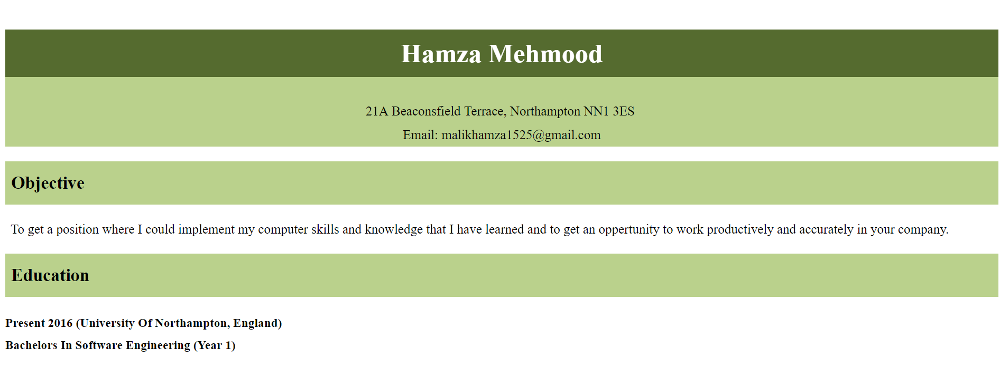 Hamza Mehmood
21A Beaconsfield Terrace, Northampton NN1 3ES
Email: malikhamza1525@gmail.com
Objective
To get a position where I could implement my computer skills and knowledge that I have learned and to get an oppertunity to work productively and accurately in your company.
Education
Present 2016 (University Of Northampton, England)
Bachelors In Software Engineering (Year 1)